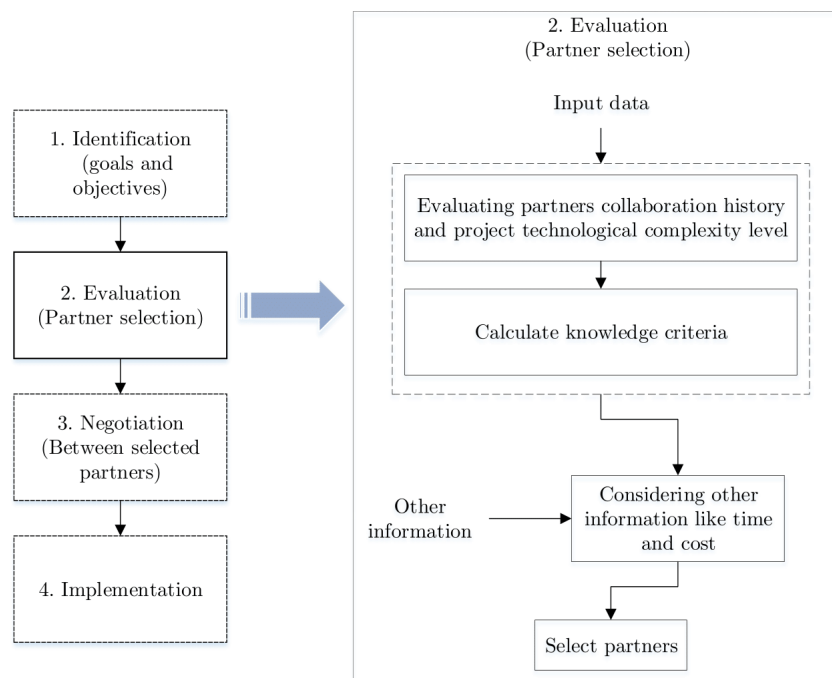 1. Identification
(goals and
objectives)
2. Evaluation
(Partner selection)
3. Negotiation
(Between selected
partners)
4. Implementation
2. Evaluation
(Partner selection)
Input data
Evaluating partners collaboration history
and project technological complexity level
Calculate knowledge criteria
Other
information
Considering other
information like time
and cost
Select partners